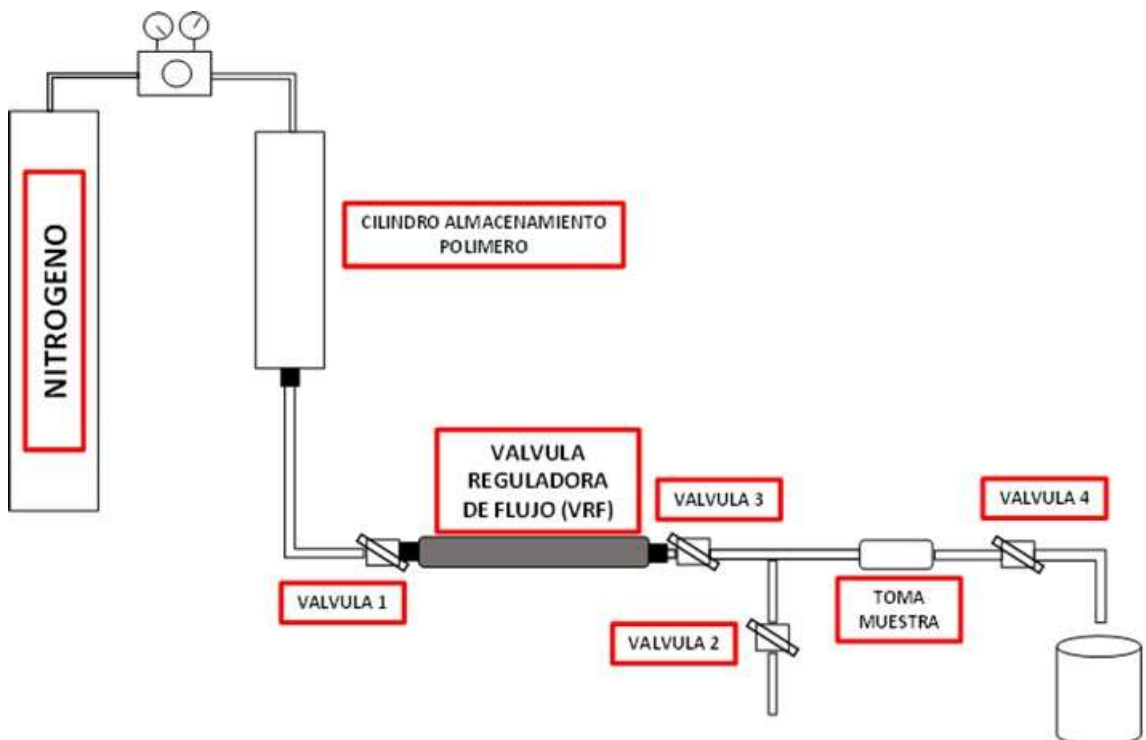 NITROGENO
CILINDRO ALMACENAMIENTO
POLIMERO
VALVULA
REGULADORA
DE FLUJO (VRF)
VALVULA 3
VALVULA 4
VALVULA 1
TOMA
MUESTRA
VALVULA 2